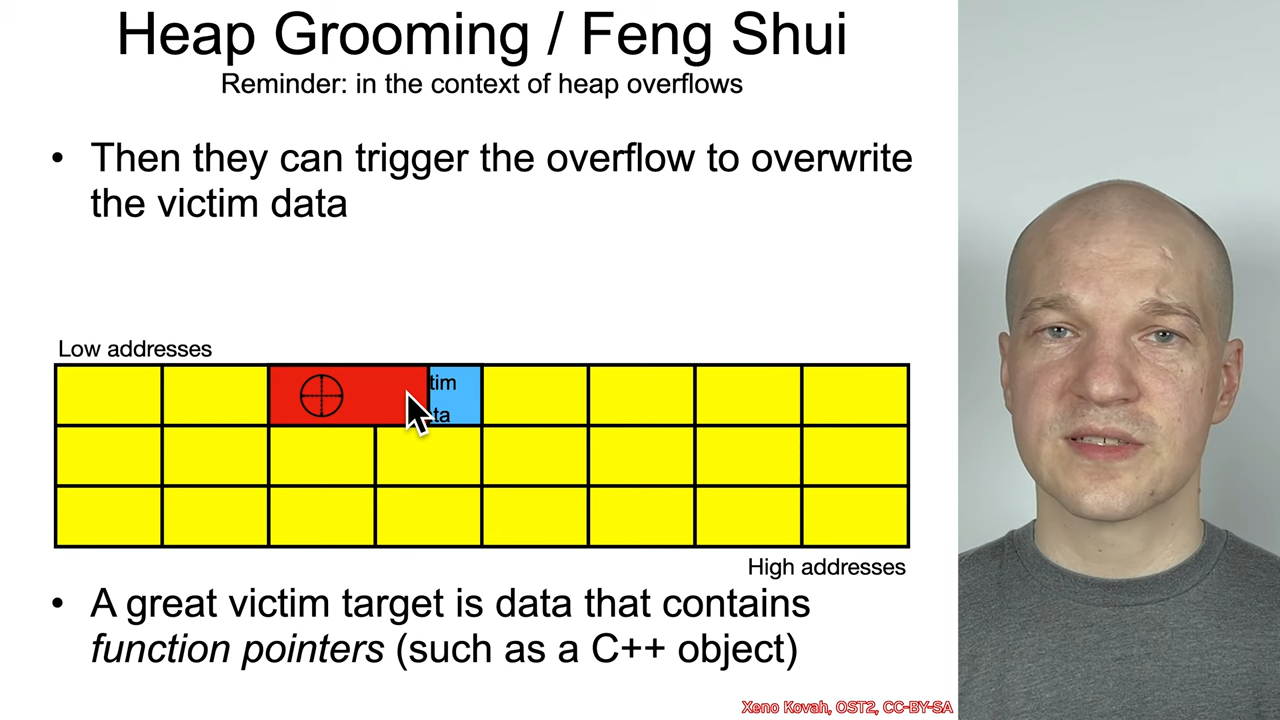 Heap Grooming / Feng Shui
Reminder: in the context of heap overflows
• Then they can trigger the overflow to overwrite
the victim data
Low addresses
tim
ta
High addresses
• A great victim target is data that contains
function pointers (such as a C++ object)
Xeno Kovah, OST2, CC-BY-SA